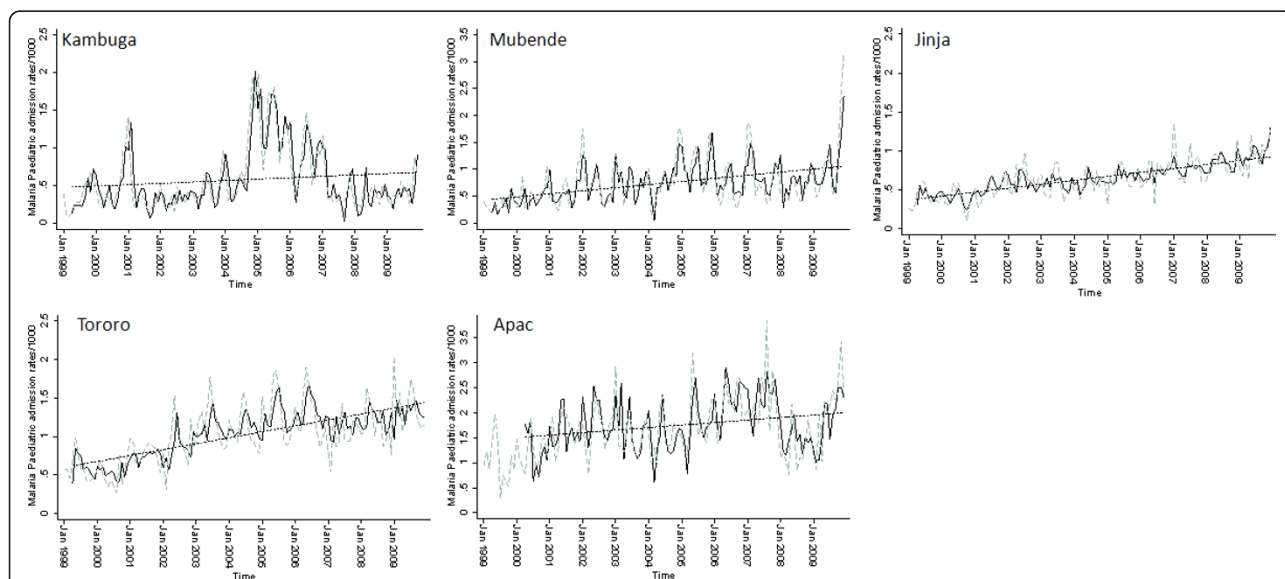 Kambuga
Malaria Paediatric admission rates/1000
0 .5 1 1.5 2 2.5
Jan 1999 Jan 2000 Jan 2001 Jan 2002 Jan 2003 Jan 2004 Jan 2005 Jan 2006 Jan 2007 Jan 2008 Jan 2009
Time
Mubende
Malaria Paediatric admission rates/1000
0 .5 1 1.5 2 2.5 3 3.5
Jan 1999 Jan 2000 Jan 2001 Jan 2002 Jan 2003 Jan 2004 Jan 2005 Jan 2006 Jan 2007 Jan 2008 Jan 2009
Time
Jinja
Malaria Paediatric admission rates/1000
0 .5 1 1.5 2 2.5
Jan 1999 Jan 2000 Jan 2001 Jan 2002 Jan 2003 Jan 2004 Jan 2005 Jan 2006 Jan 2007 Jan 2008 Jan 2009
Time
Tororo
Malaria Paediatric admission rates/1000
0 .5 1 1.5 2 2.5
Jan 1999 Jan 2000 Jan 2001 Jan 2002 Jan 2003 Jan 2004 Jan 2005 Jan 2006 Jan 2007 Jan 2008 Jan 2009
Time
Apac
Malaria Paediatric admission rates/1000
0 .5 1 1.5 2 2.5 3 3.5
Jan 1999 Jan 2000 Jan 2001 Jan 2002 Jan 2003 Jan 2004 Jan 2005 Jan 2006 Jan 2007 Jan 2008 Jan 2009
Time